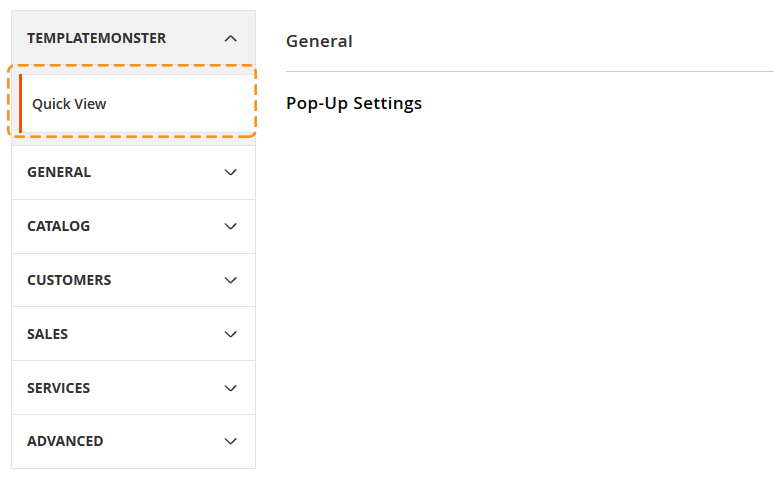 TEMPLATEMONSTER
Quick View
GENERAL
CATALOG
CUSTOMERS
SALES
SERVICES
ADVANCED
General
Pop-Up Settings